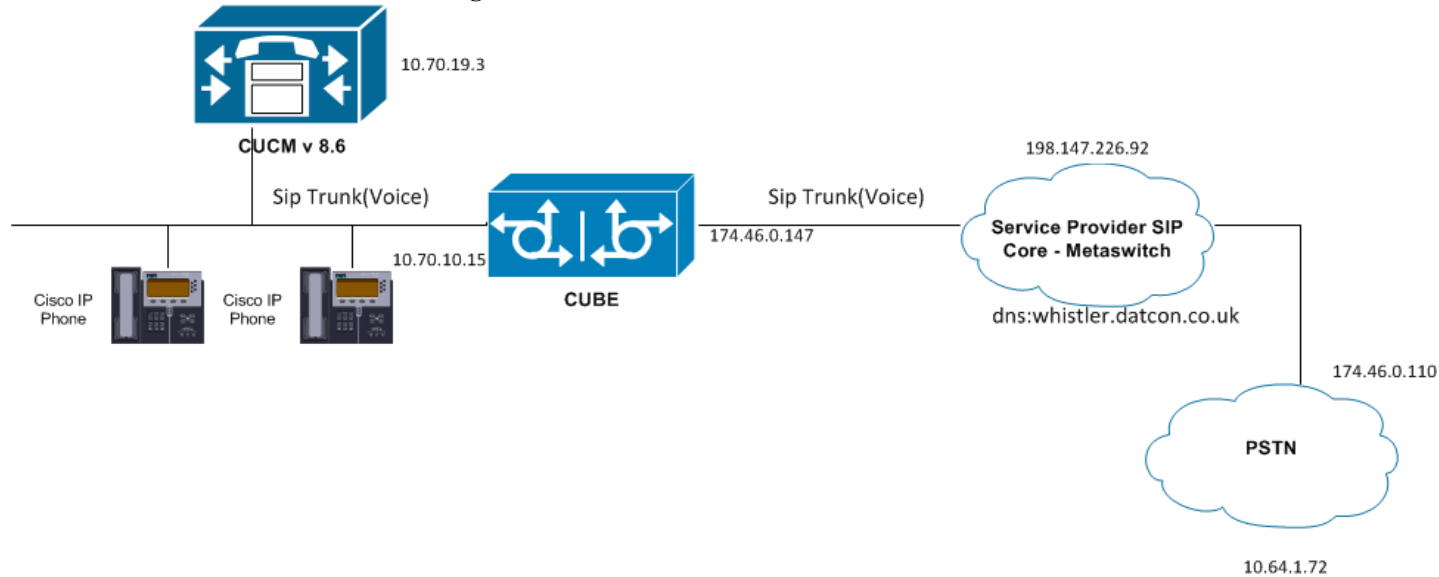 10.70.19.3
CUCM v 8.6
198.147.226.92
Sip Trunk(Voice)
Sip Trunk(Voice)
Service Provider SIP
Core - Metaswitch
174.46.0.147
10.70.10.15
CUBE
Cisco IP
Phone
Cisco IP
Phone
dns:whistler.datcon.co.uk
174.46.0.110
PSTN
10.64.1.72